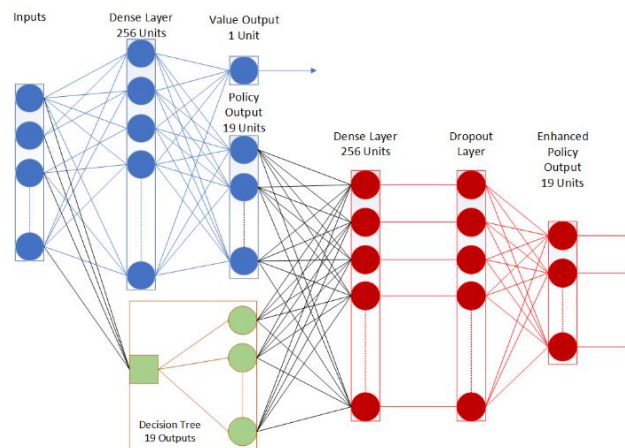 Inputs
Dense Layer
256 Units
Value Output
1 Unit
Policy
Output
19 Units
Dense Layer
256 Units
Dropout
Layer
Enhanced
Policy
Output
19 Units
Decision Tree
19 Outputs